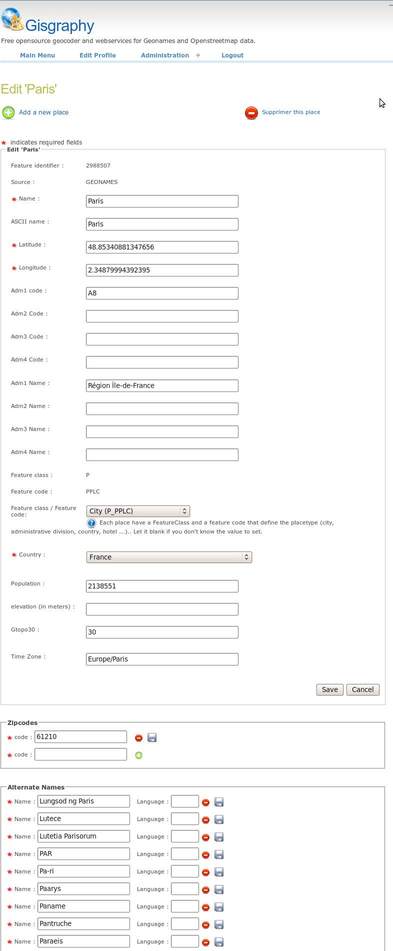 Gisgraphy
Free opensource geocoder and webservices for Geonames and Openstreetmap data.
Main Menu Edit Profile Administration Logout
Edit 'Paris'
Add a new place Supprimer this place
* indicates required fields
Edit 'Paris'
Feature identifier : 2988507
Source : GEONAMES
* Name : Paris
ASCII name : Paris
* Latitude : 48.85340881347656
* Longitude : 2.34879994392395
Adm1 code : A8
Adm2 Code :
Adm3 Code :
Adm4 Code :
Adm1 Name : Région Île-de-France
Adm2 Name :
Adm3 Name :
Adm4 Name :
Feature class : P
Feature code : PPLC
Feature class / Feature code: City (P_PPLC)
? Each place have a FeatureClass and a feature code that define the placetype (city,
administrative division, country, hotel ...).. Let it blank if you don't know the value to set.
* Country : France
Population : 2138551
elevation (in meters) :
Gtopo30 : 30
Time Zone : Europe/Paris
Save Cancel
Zipcodes
* code : 61210
* code :
Alternate Names
* Name : Lungsod ng Paris Language :
* Name : Lutece Language :
* Name : Lutetia Parisorum Language :
* Name : PAR Language :
* Name : Pa-ri Language :
* Name : Paarys Language :
* Name : Paname Language :
* Name : Pantruche Language :
* Name : Paraeis Language :